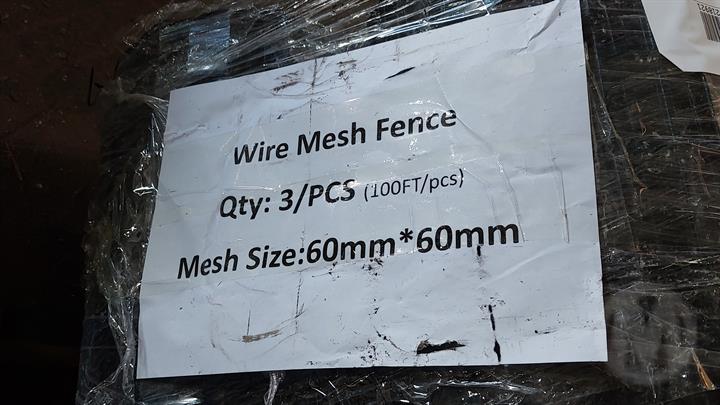 Wire Mesh Fence
Qty: 3/PCS (100FT/pcs)
Mesh Size:60mm*60mm